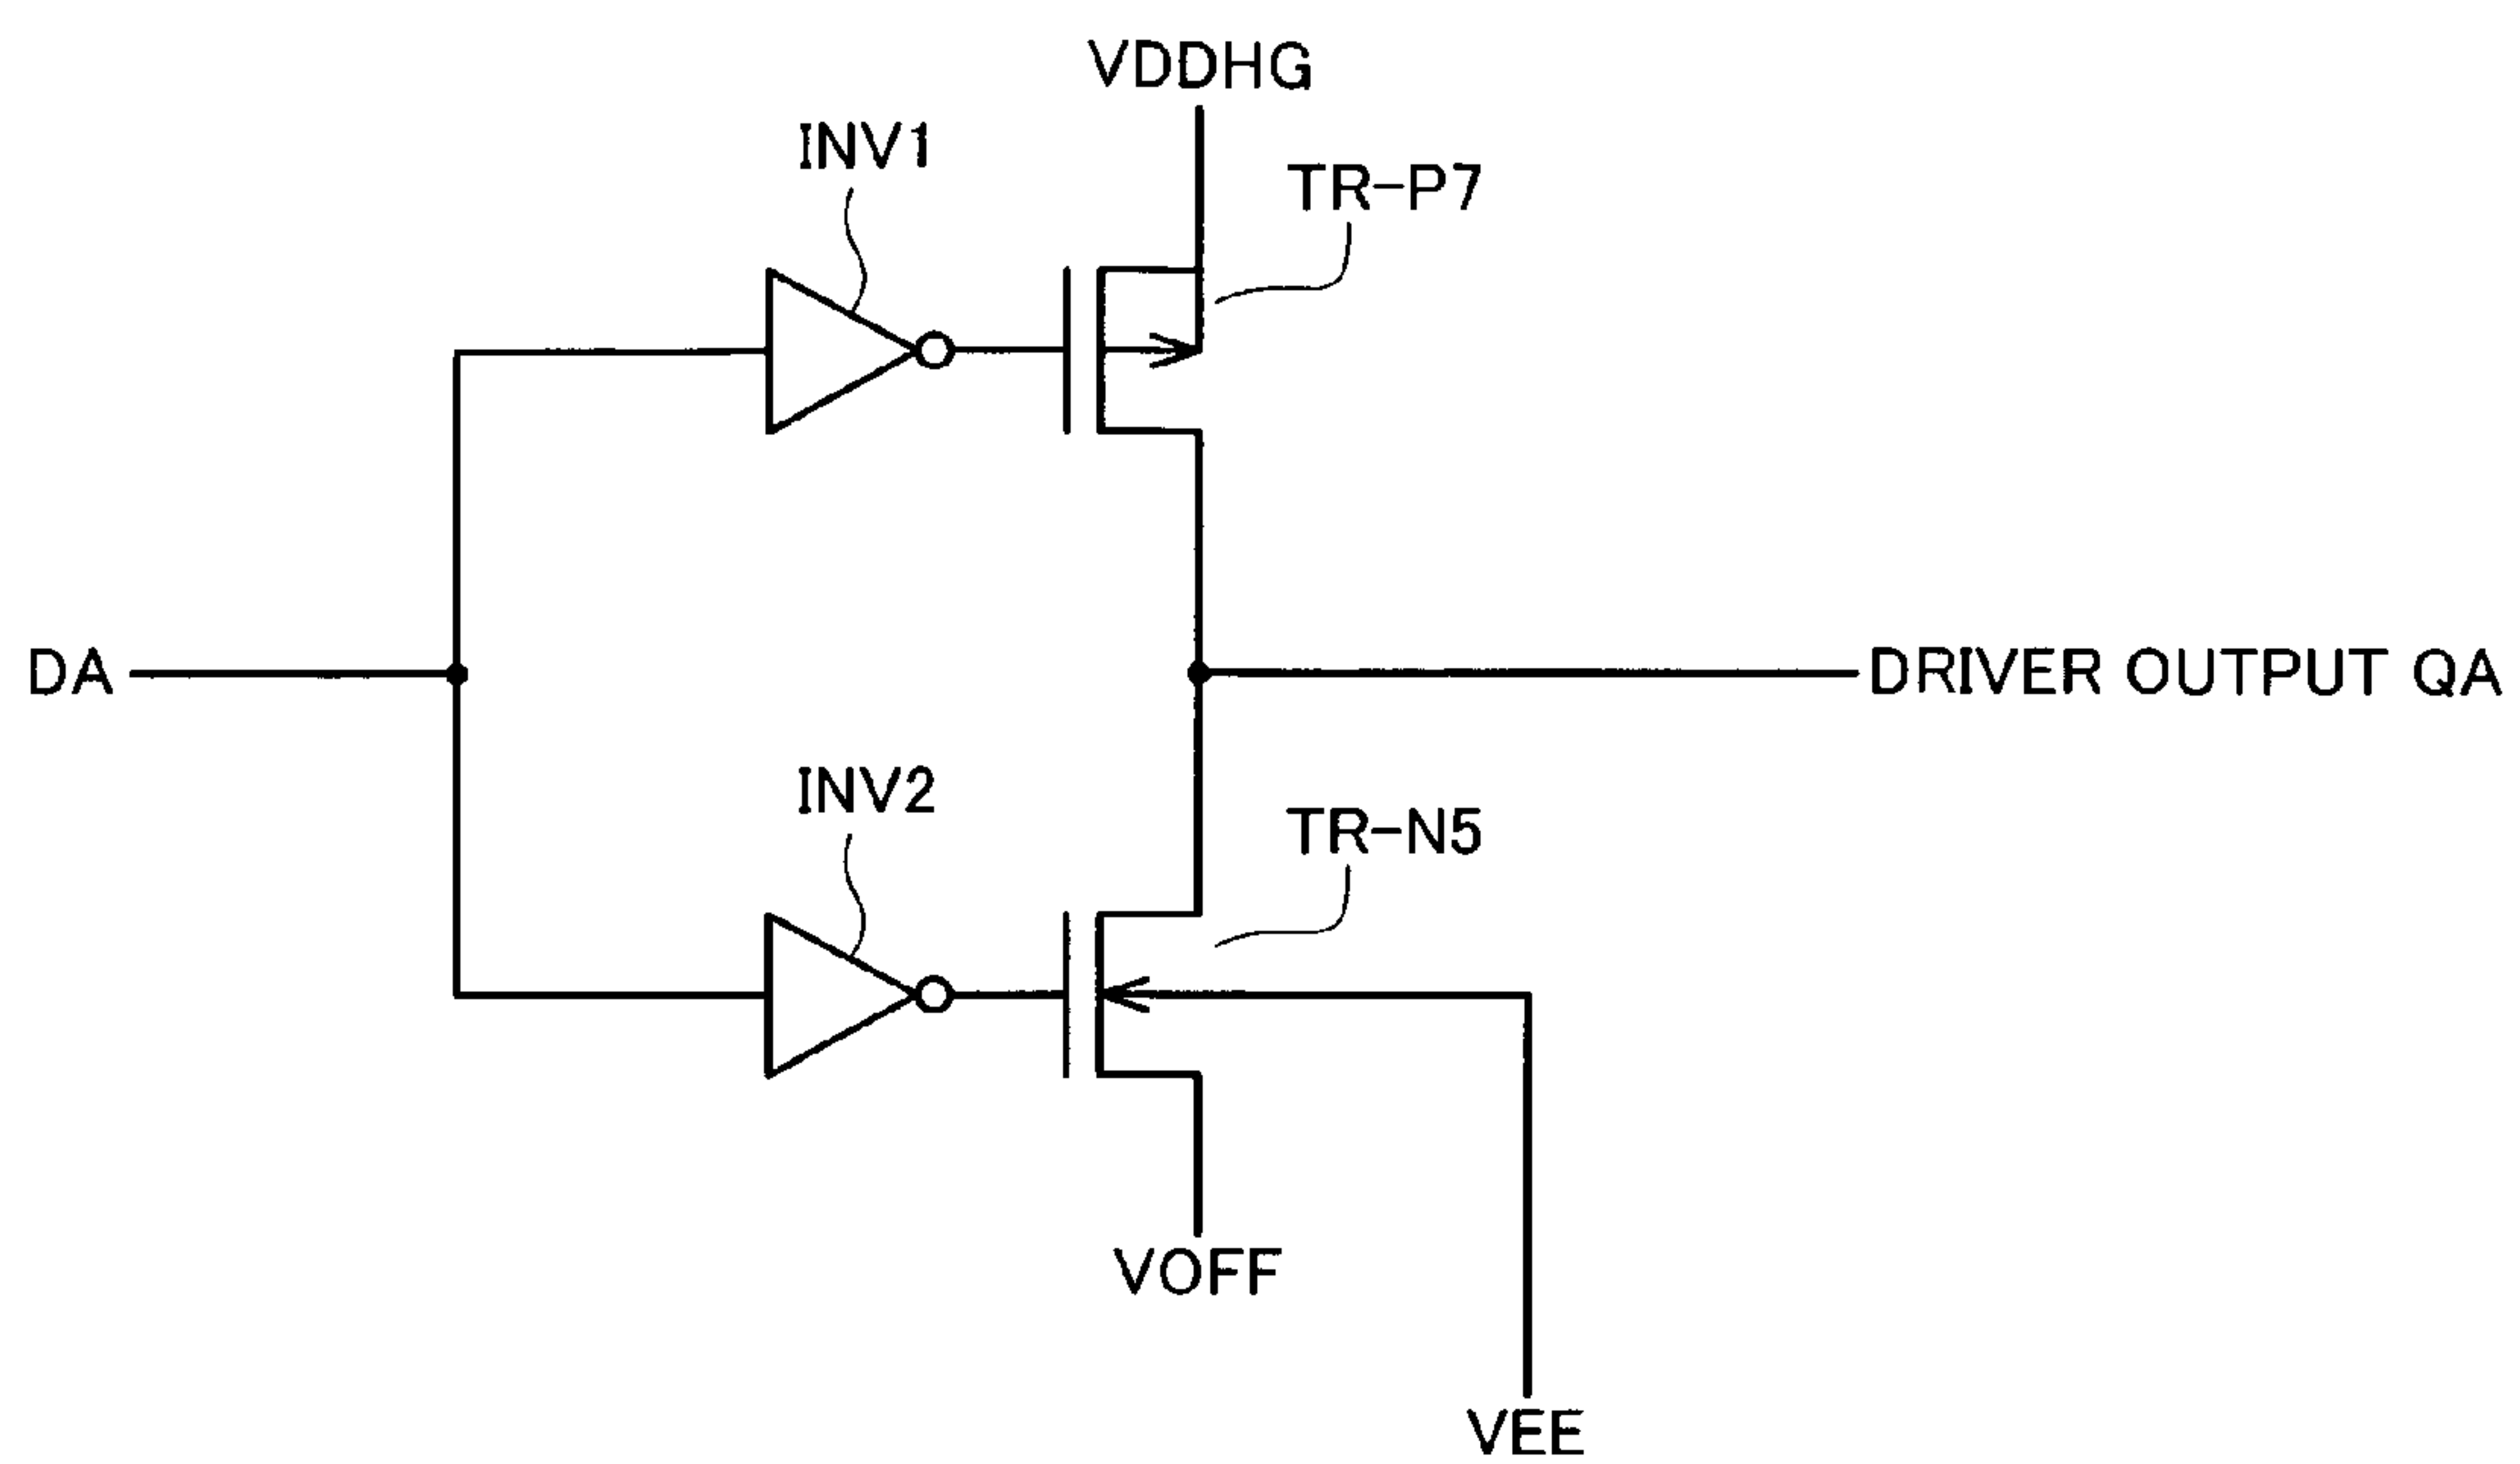 VDDHG
INV1
TR-P7
DA
DRIVER OUTPUT QA
INV2
TR-N5
VOFF
VEE